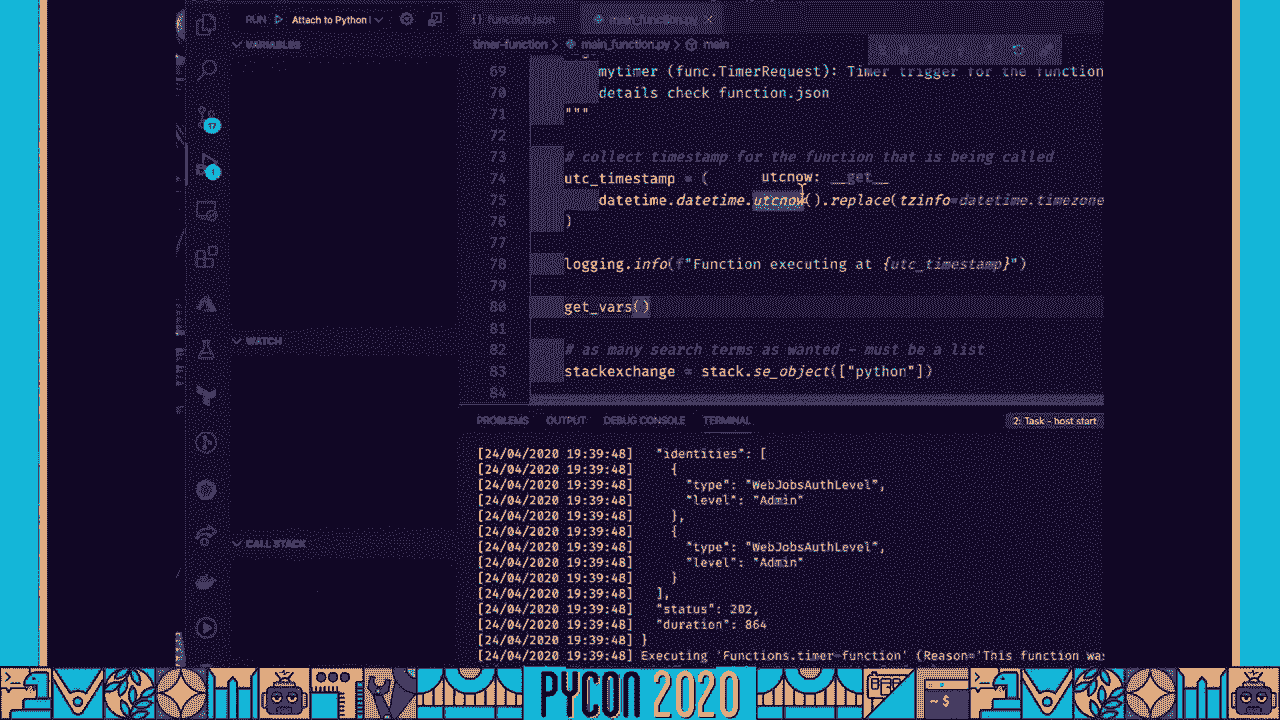 RUN Attach to Python
function.json main_function.py
VARIABLES
timer-function > main_function.py > main
69 mytimer (func.TimerRequest): Timer trigger for the function
70 details check function.json
71 """
72
73 # collect timestamp for the function that is being called
74 utc_timestamp = (
utcnow: __get__
75 datetime.datetime.utcnow().replace(tzinfo=datetime.timezone
76 )
77
78 logging.info(f"Function executing at {utc_timestamp}")
79
80 get_vars()
81
82 # as many search terms as wanted - must be a list
83 stackexchange = stack.se_object(["python"])
84
17
1
WATCH
CALL STACK
PROBLEMS OUTPUT DEBUG CONSOLE TERMINAL 2: Task - host start
[24/04/2020 19:39:48] "identities": [
[24/04/2020 19:39:48] {
[24/04/2020 19:39:48] "type": "WebJobsAuthLevel",
[24/04/2020 19:39:48] "level": "Admin"
[24/04/2020 19:39:48] },
[24/04/2020 19:39:48] {
[24/04/2020 19:39:48] "type": "WebJobsAuthLevel",
[24/04/2020 19:39:48] "level": "Admin"
[24/04/2020 19:39:48] }
[24/04/2020 19:39:48] ],
[24/04/2020 19:39:48] "status": 202,
[24/04/2020 19:39:48] "duration": 864
[24/04/2020 19:39:48] }
[24/04/2020 19:39:48] Executing 'Functions.timer-function' (Reason='This function was
PYCON 2020
~ $